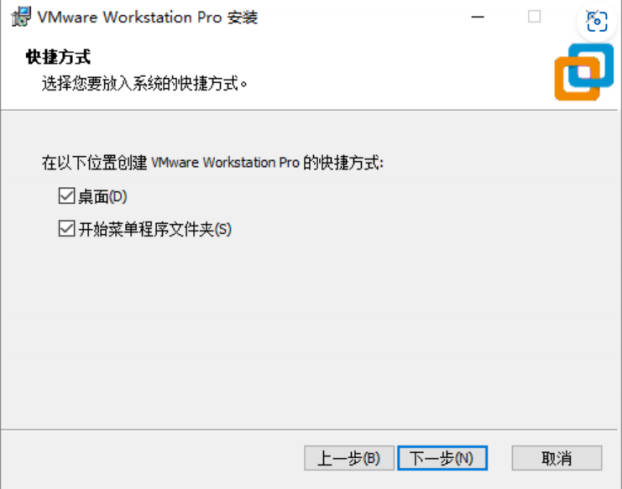 VMware Workstation Pro 安装
快捷方式
选择您要放入系统的快捷方式。
在以下位置创建 VMware Workstation Pro 的快捷方式:
桌面(D)
开始菜单程序文件夹(S)
上一步(B) 下一步(N) 取消